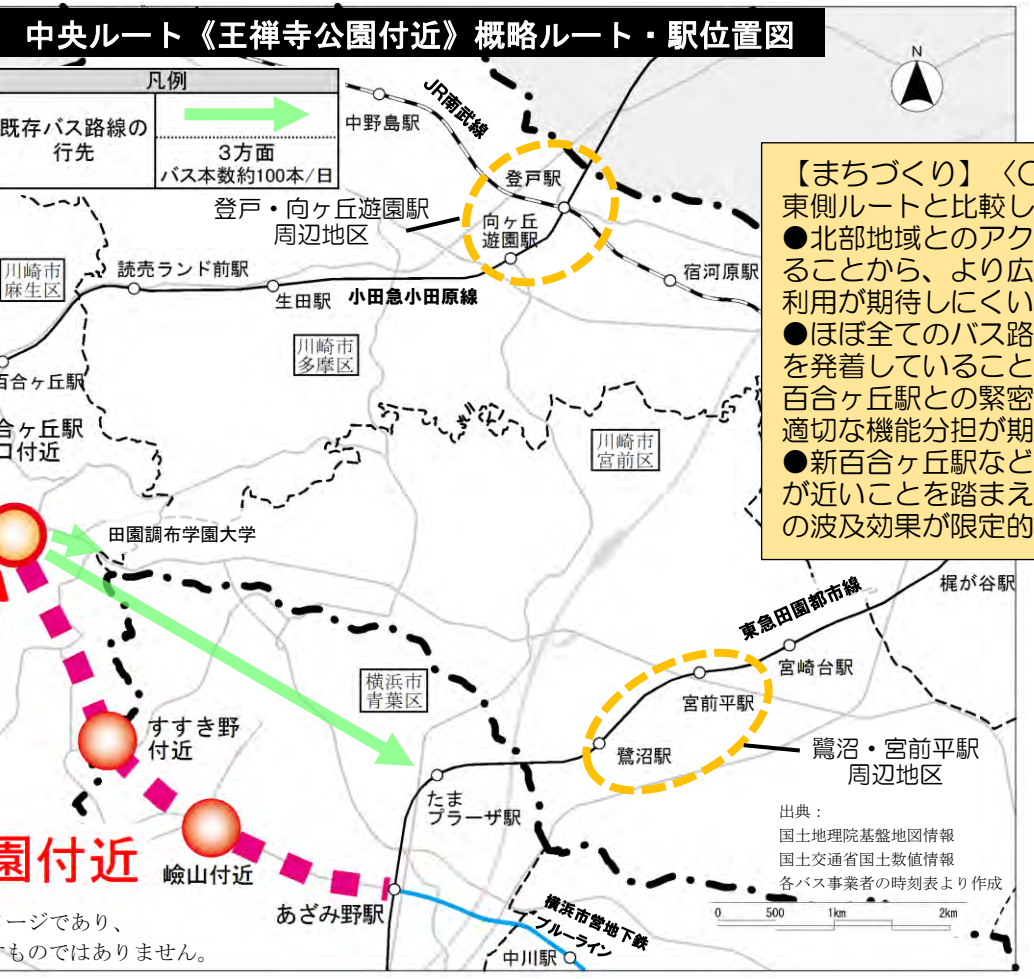 中央ルート《王禅寺公園付近》概略ルート・駅位置図
凡例
既存バス路線の
行先
3方面
バス本数約100本/日
N
中野島駅
JR南武線
登戸駅
登戸・向ヶ丘遊園駅
周辺地区
向ヶ丘
遊園駅
川崎市
麻生区
読売ランド前駅
生田駅
小田急小田原線
宿河原駅
川崎市
多摩区
百合ヶ丘駅
合ヶ丘駅
口付近
川崎市
宮前区
【まちづくり】〈
東側ルートと比較し
●北部地域とのアク
ることから、より広
利用が期待しにくい
●ほぼ全てのバス路
を発着していること
百合ヶ丘駅との緊密
適切な機能分担が期
●新百合ヶ丘駅など
が近いことを踏まえ
の波及効果が限定的
田園調布学園大学
梶が谷駅
東急田園都市線
宮崎台駅
横浜市
青葉区
宮前平駅
すすき野
付近
鷺沼駅
鷺沼・宮前平駅
周辺地区
たま
プラーザ駅
出典：
国土地理院基盤地図情報
国土交通省国土数値情報
各バス事業者の時刻表より作成
園付近
嶮山付近
あざみ野駅
0 500 1km 2km
横浜市営地下鉄
ブルーライン
中川駅
ージであり、
ものではありません。